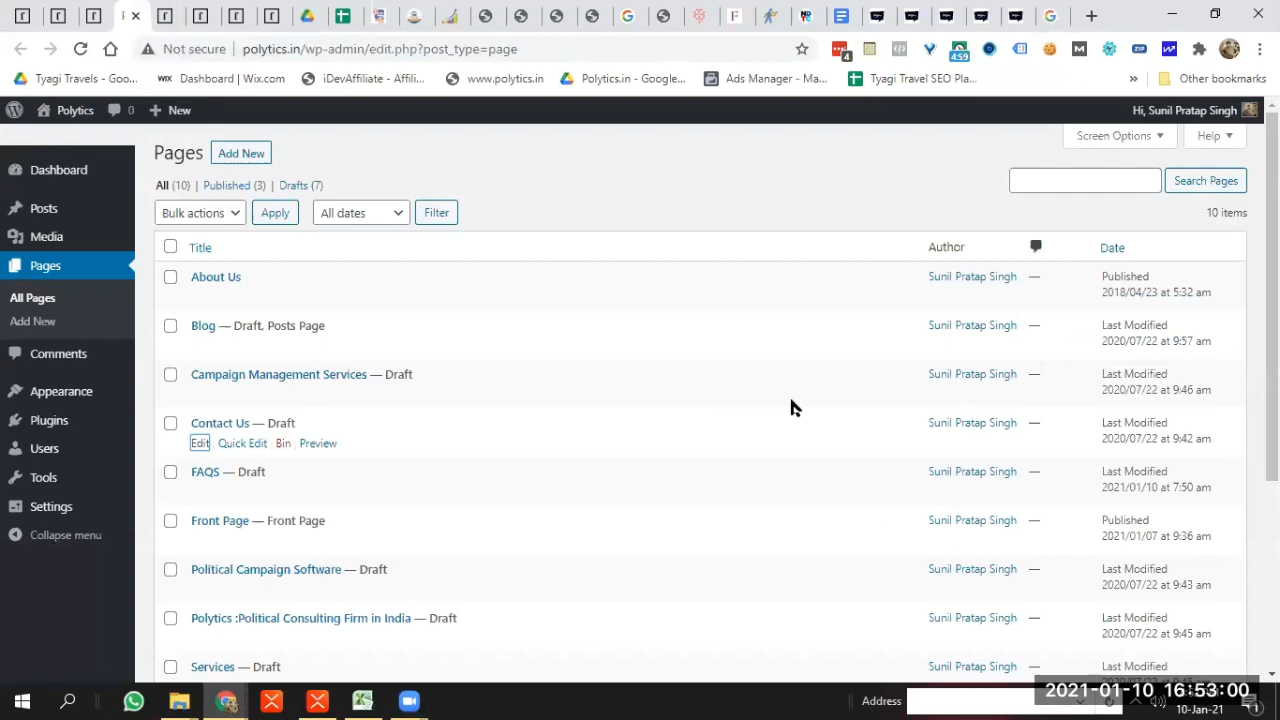 Not secure polytics.in/wp-admin/edit.php?post_type=page
4
4:59
ZIP
Tyagi Travels - Goo...
WIX Dashboard | Wix.com
iDevAffiliate - Affili...
www.polytics.in
Polytics.in - Google...
Ads Manager - Ma...
Tyagi Travel SEO Pla...
»
Other bookmarks
Polytics 0 New
Hi, Sunil Pratap Singh
Dashboard
Posts
Media
Pages
All Pages
Add New
Comments
Appearance
Plugins
Users
Tools
Settings
Collapse menu
Screen Options Help
Pages Add New
All (10) | Published (3) | Drafts (7)
Search Pages
Bulk actions Apply All dates Filter
10 items
Title Author Date
About Us Sunil Pratap Singh — Published
2018/04/23 at 5:32 am
Blog — Draft, Posts Page Sunil Pratap Singh — Last Modified
2020/07/22 at 9:57 am
Campaign Management Services — Draft Sunil Pratap Singh — Last Modified
2020/07/22 at 9:46 am
Contact Us — Draft Sunil Pratap Singh — Last Modified
Edit Quick Edit Bin Preview 2020/07/22 at 9:42 am
FAQS — Draft Sunil Pratap Singh — Last Modified
2021/01/10 at 7:50 am
Front Page — Front Page Sunil Pratap Singh — Published
2021/01/07 at 9:36 am
Political Campaign Software — Draft Sunil Pratap Singh — Last Modified
2020/07/22 at 9:43 am
Polytics :Political Consulting Firm in India — Draft Sunil Pratap Singh — Last Modified
2020/07/22 at 9:45 am
Services — Draft Sunil Pratap Singh — Last Modified
Address
2021-01-10 16:53:00
10-Jan-21